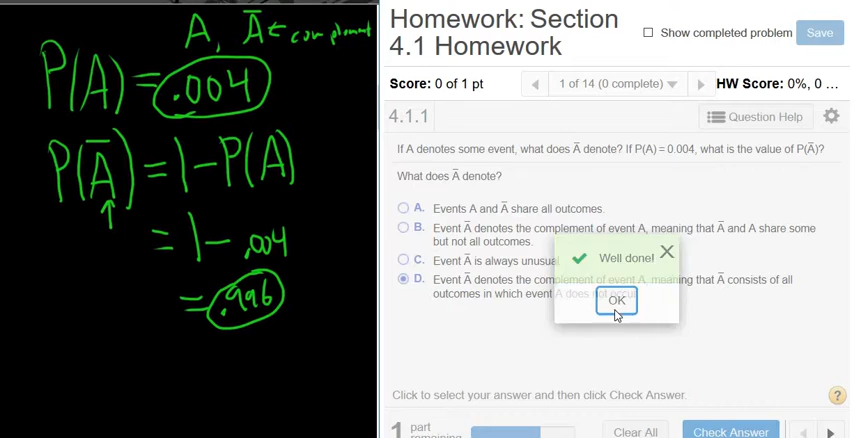 A, Ā ← complement
P(A) = .004
P(Ā) = 1 - P(A)
= 1 - .004
= .996
Homework: Section
4.1 Homework
Show completed problem
Save
Score: 0 of 1 pt
1 of 14 (0 complete)
HW Score: 0%, 0 ...
4.1.1
Question Help
If A denotes some event, what does Ā denote? If P(A) = 0.004, what is the value of P(Ā)?
What does Ā denote?
A. Events A and Ā share all outcomes.
B. Event Ā denotes the complement of event A, meaning that Ā and A share some
but not all outcomes.
C. Event Ā is always unusual
D. Event Ā denotes the complement of event A, meaning that Ā consists of all
outcomes in which event A does not occur.
Well done!
OK
Click to select your answer and then click Check Answer.
?
1 part
remaining
Clear All
Check Answer